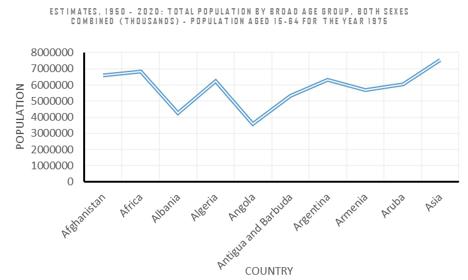 ESTIMATES, 1950 - 2020: TOTAL POPULATION BY BROAD AGE GROUP, BOTH SEXES
COMBINED (THOUSANDS) - POPULATION AGED 15-64 FOR THE YEAR 1975
8000000
7000000
6000000
5000000
4000000
3000000
2000000
1000000
0
POPULATION
Afghanistan
Africa
Albania
Algeria
Angola
Antigua and Barbuda
Argentina
Armenia
Aruba
Asia
COUNTRY